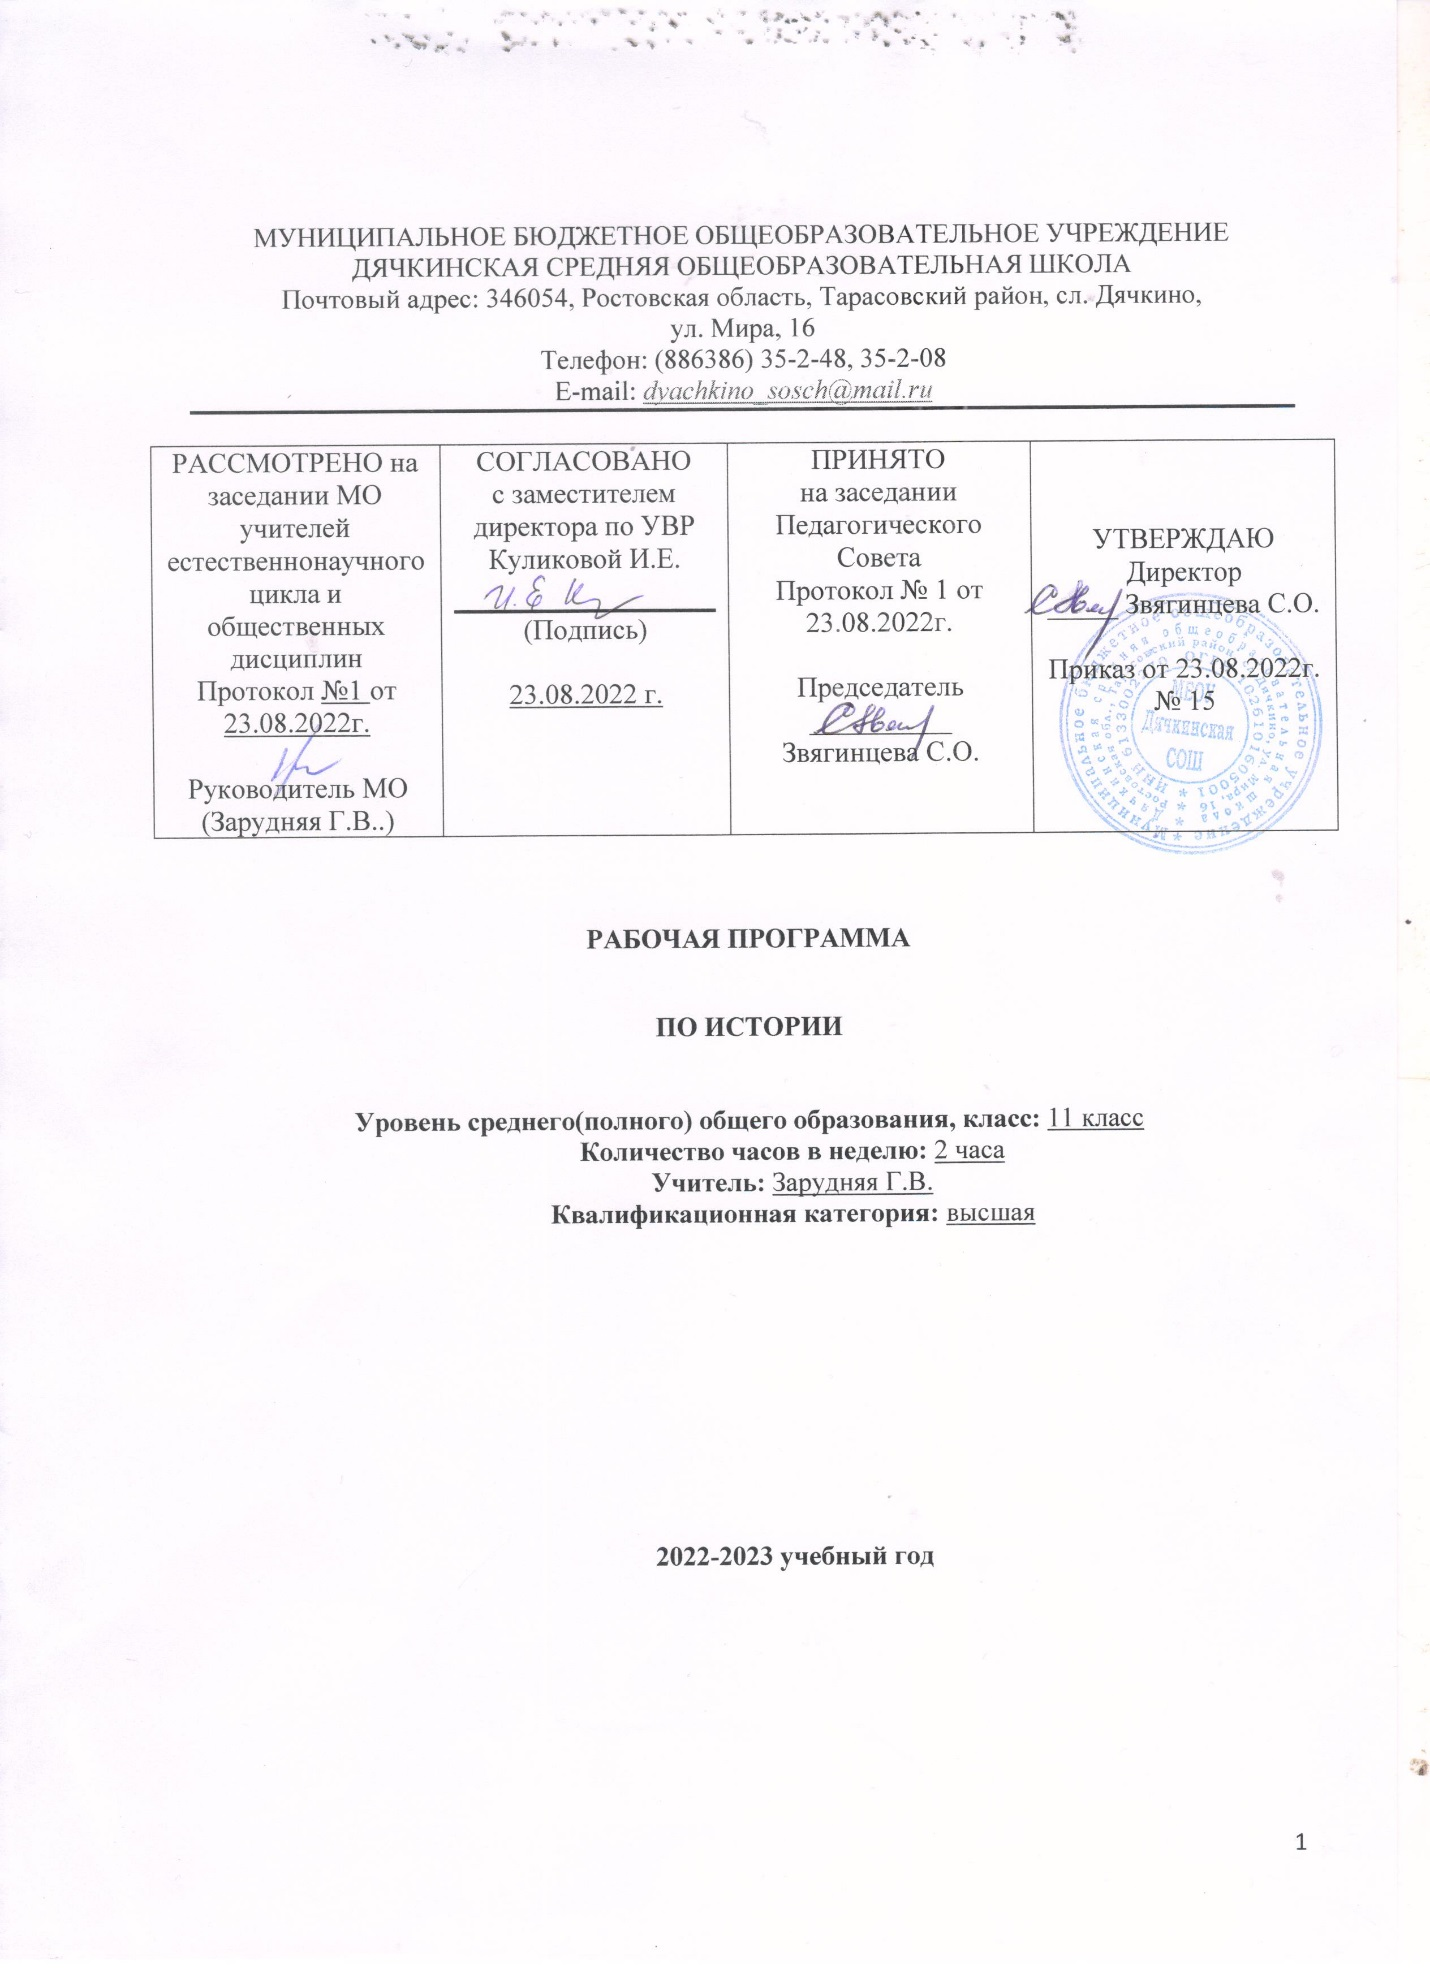 МУНИЦИПАЛЬНОЕ БЮДЖЕТНОЕ ОБЩЕОБРАЗОВАТЕЛЬНОЕ УЧРЕЖДЕНИЕ
ДЯЧКИНСКАЯ СРЕДНЯЯ ОБЩЕОБРАЗОВАТЕЛЬНАЯ ШКОЛА
Почтовый адрес: 346054, Ростовская область, Тарасовский район, сл. Дячкино,
ул. Мира, 16
Телефон: (886386) 35-2-48, 35-2-08
E-mail: dyachkino_sosch@mail.ru
РАССМОТРЕНО на
заседании МО
учителей
естественнонаучного
цикла и
общественных
дисциплин
Протокол №1 от
23.08.2022г.
Руководитель МО
(Зарудняя Г.В..)
СОГЛАСОВАНО
с заместителем
директора по УВР
Куликовой И.Е.
(Подпись)
23.08.2022 г.
ПРИНЯТО
на заседании
Педагогического
Совета
Протокол № 1 от
23.08.2022г.
Председатель
Звягинцева С.О.
УТВЕРЖДАЮ
Директор
Звягинцева С.О.
Приказ от 23.08.2022г.
№ 15
МБОУ
Дячкинская
СОШ
РАБОЧАЯ ПРОГРАММА
ПО ИСТОРИИ
Уровень среднего(полного) общего образования, класс: 11 класс
Количество часов в неделю: 2 часа
Учитель: Зарудняя Г.В.
Квалификационная категория: высшая
2022-2023 учебный год
1